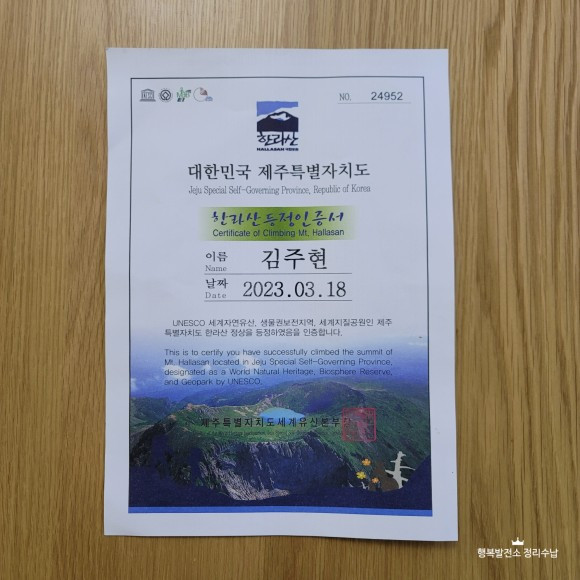 NO. 24952
한라산
HALLASAN·1950M
대한민국 제주특별자치도
Jeju Special Self-Governing Province, Republic of Korea
한라산등정인증서
Certificate of Climbing Mt. Hallasan
이름 김주현
Name
날짜 2023.03.18
Date
UNESCO 세계자연유산, 생물권보전지역, 세계지질공원인 제주
특별자치도 한라산 정상을 등정하였음을 인증합니다.
This is to certify you have successfully climbed the summit of
Mt. Hallasan located in Jeju Special Self-Governing Province,
designated as a World Natural Heritage, Biosphere Reserve,
and Geopark by UNESCO.
제주특별자치도세계유산본부장
행복발전소 정리수납